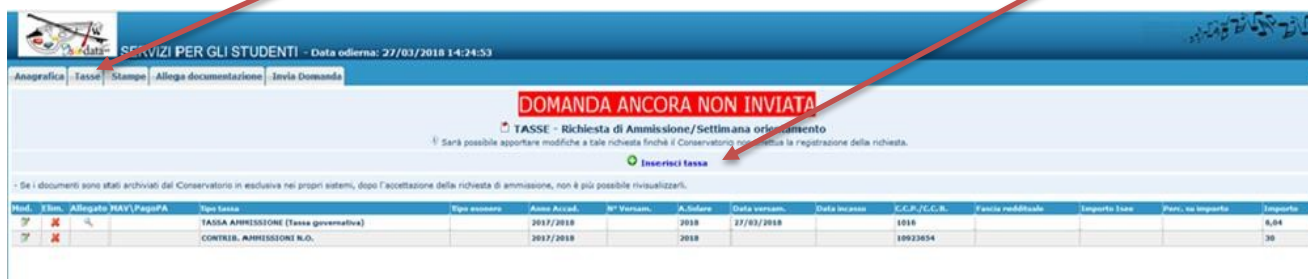 SERVIZI PER GLI STUDENTI - Data odierna: 27/03/2018 14:24:53
Anagrafica Tasse Stampe Allega documentazione Invia Domanda
DOMANDA ANCORA NON INVIATA
TASSE - Richiesta di Ammissione/Settimana orientamento
Sarà possibile apportare modifiche a tale richiesta finchè il Conservatorio non effettua la registrazione della richiesta.
Inserisci tassa
- Se i documenti sono stati archiviati dal Conservatorio in esclusiva nei propri sistemi, dopo l'accettazione della richiesta di ammissione, non è più possibile rivisualizzarli.
Mod. Elim. Allegato MAV\PagoPA Tipo tassa Tipo esonero Anno Accad. N° Versam. A.Solare Data versam. Data incasso C.C.P./C.C.B. Fascia reddituale Importo Isee Perc. su importo Importo
TASSA AMMISSIONE (Tassa governativa) 2017/2018 2018 27/03/2018 1016 6,04
CONTRIB. AMMISSIONI N.O. 2017/2018 2018 10923654 30